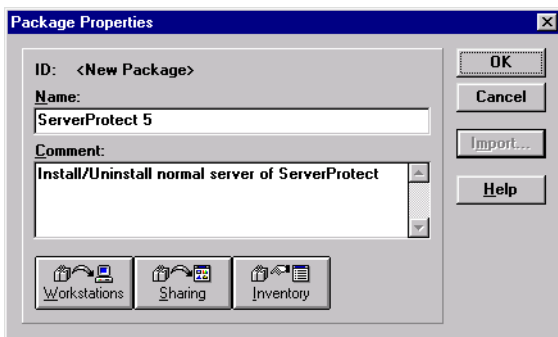 Package Properties
ID: <New Package>
Name:
ServerProtect 5
Comment:
Install/Uninstall normal server of ServerProtect
Workstations
Sharing
Inventory
OK
Cancel
Import...
Help